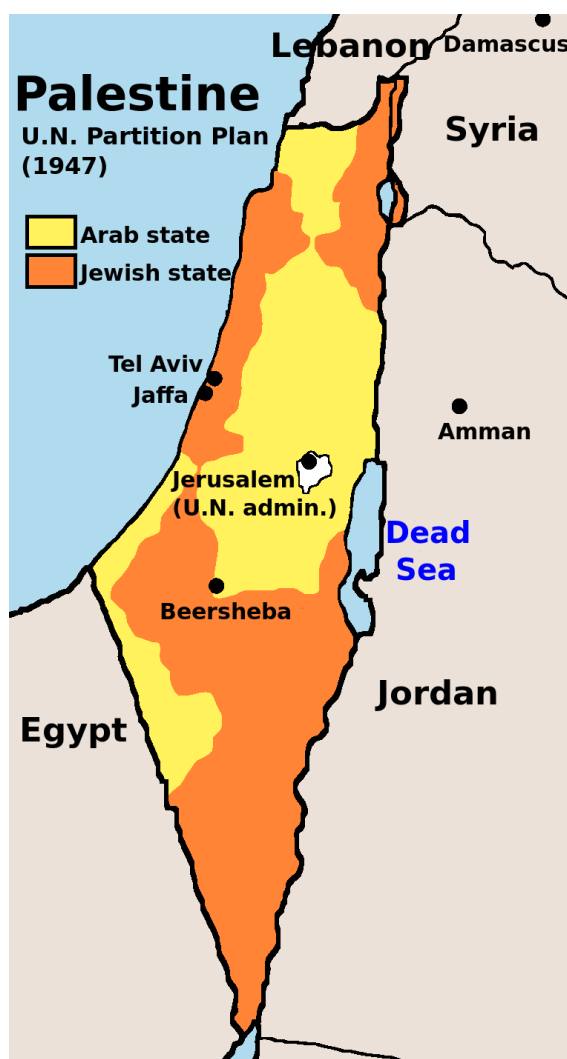 Lebanon
Damascus
Palestine
U.N. Partition Plan
(1947)
Syria
Arab state
Jewish state
Tel Aviv
Jaffa
Amman
Jerusalem
(U.N. admin.)
Dead
Sea
Beersheba
Jordan
Egypt